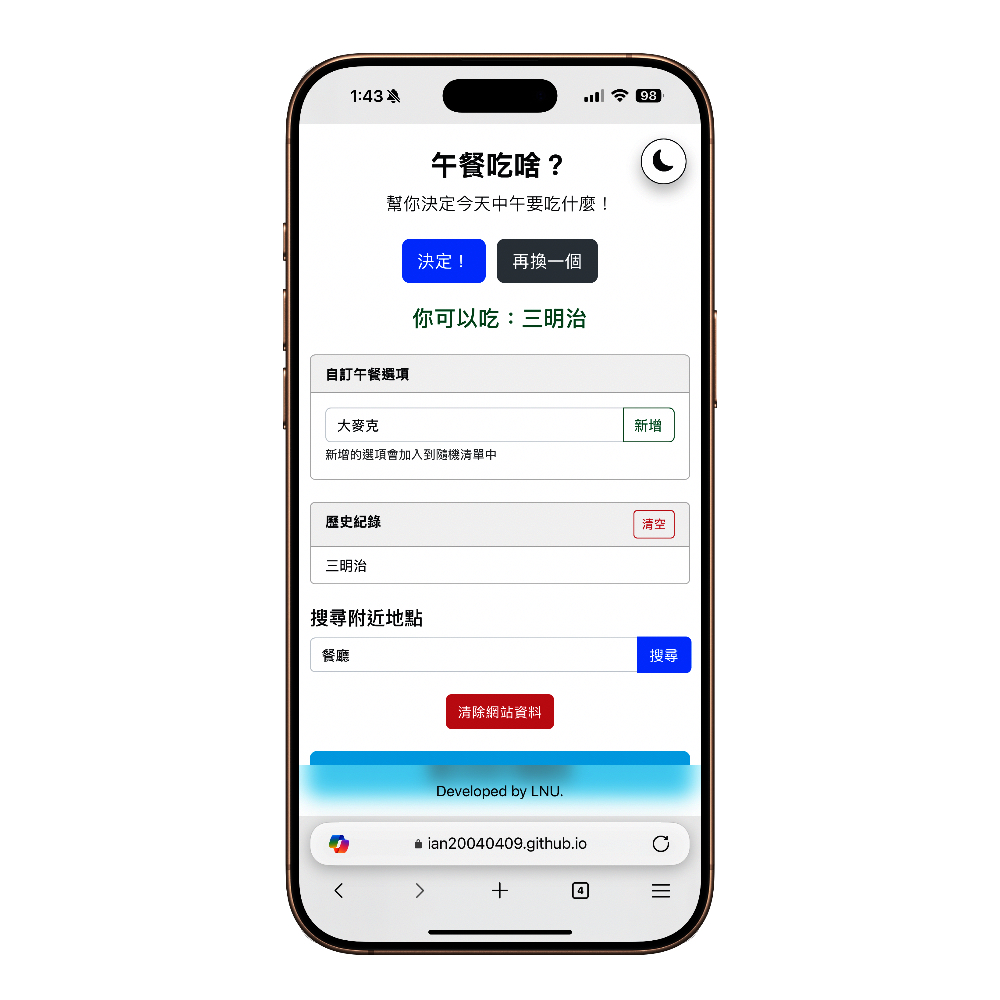 1:43
98
午餐吃啥？
幫你決定今天中午要吃什麼！
決定！ 再換一個
你可以吃：三明治
自訂午餐選項
大麥克 新增
新增的選項會加入到隨機清單中
歷史紀錄 清空
三明治
搜尋附近地點
餐廳 搜尋
清除網站資料
Developed by LNU.
ian20040409.github.io
4